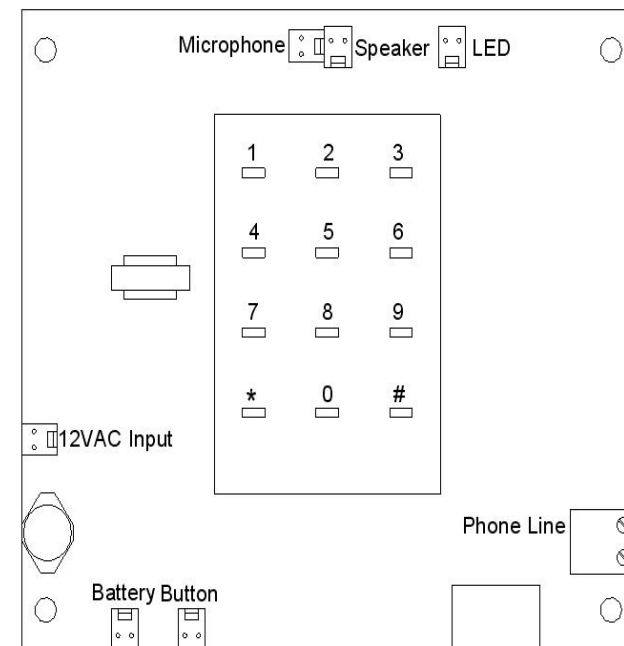 Microphone Speaker LED
1 2 3
4 5 6
7 8 9
* 0 #
12VAC Input
Phone Line
Battery Button